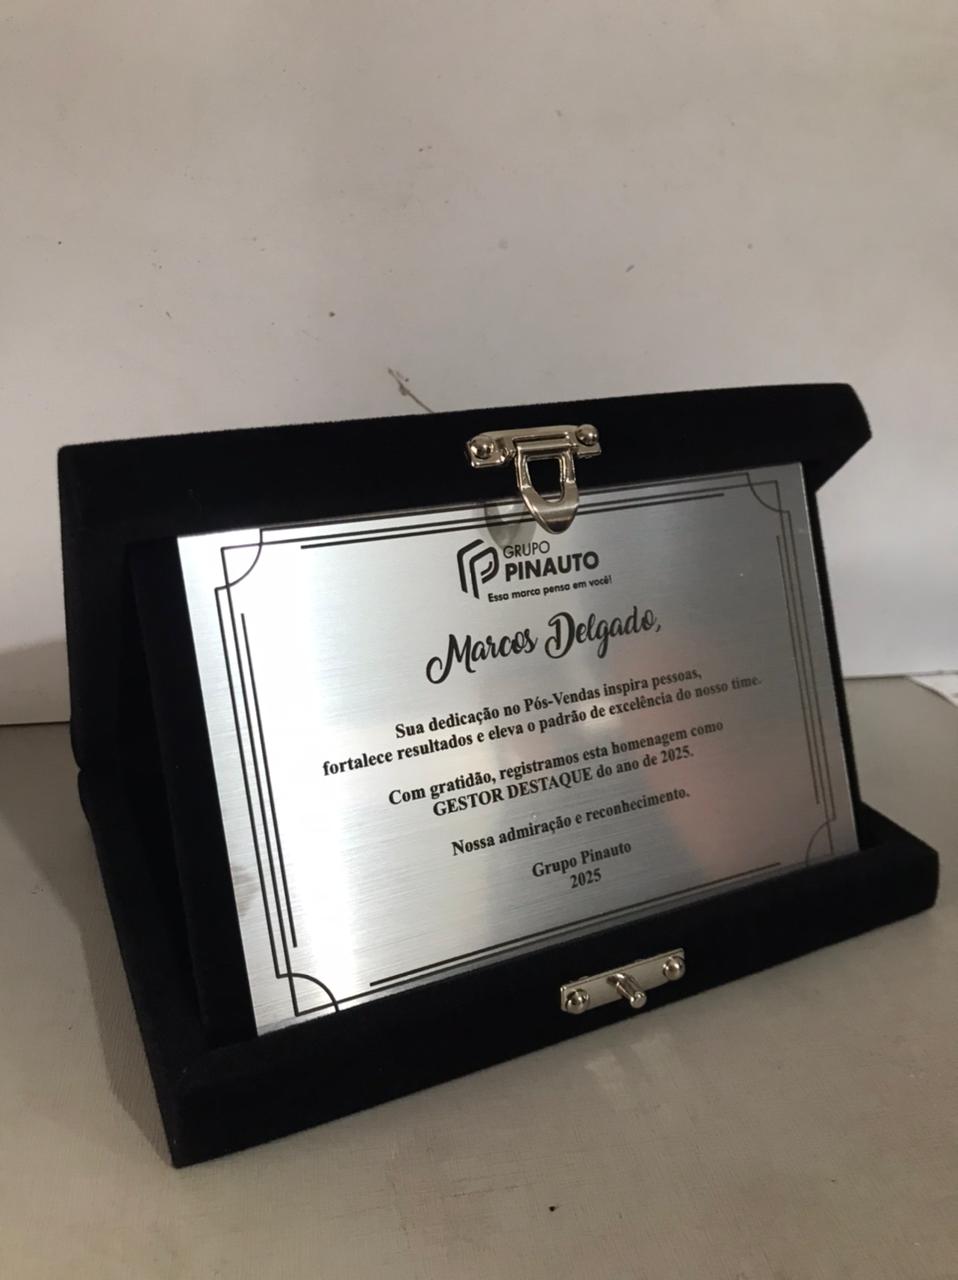 GRUPO
PINAUTO
Essa marca pensa em você!
Marcos Delgado,
Sua dedicação no Pós-Vendas inspira pessoas,
fortalece resultados e eleva o padrão de excelência do nosso time.
Com gratidão, registramos esta homenagem como
GESTOR DESTAQUE do ano de 2025.
Nossa admiração e reconhecimento.
Grupo Pinauto
2025